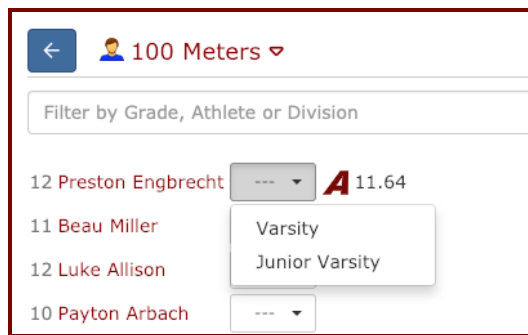 100 Meters
Filter by Grade, Athlete or Division
12 Preston Engbrecht --- A 11.64
11 Beau Miller Varsity
12 Luke Allison Junior Varsity
10 Payton Arbach ---